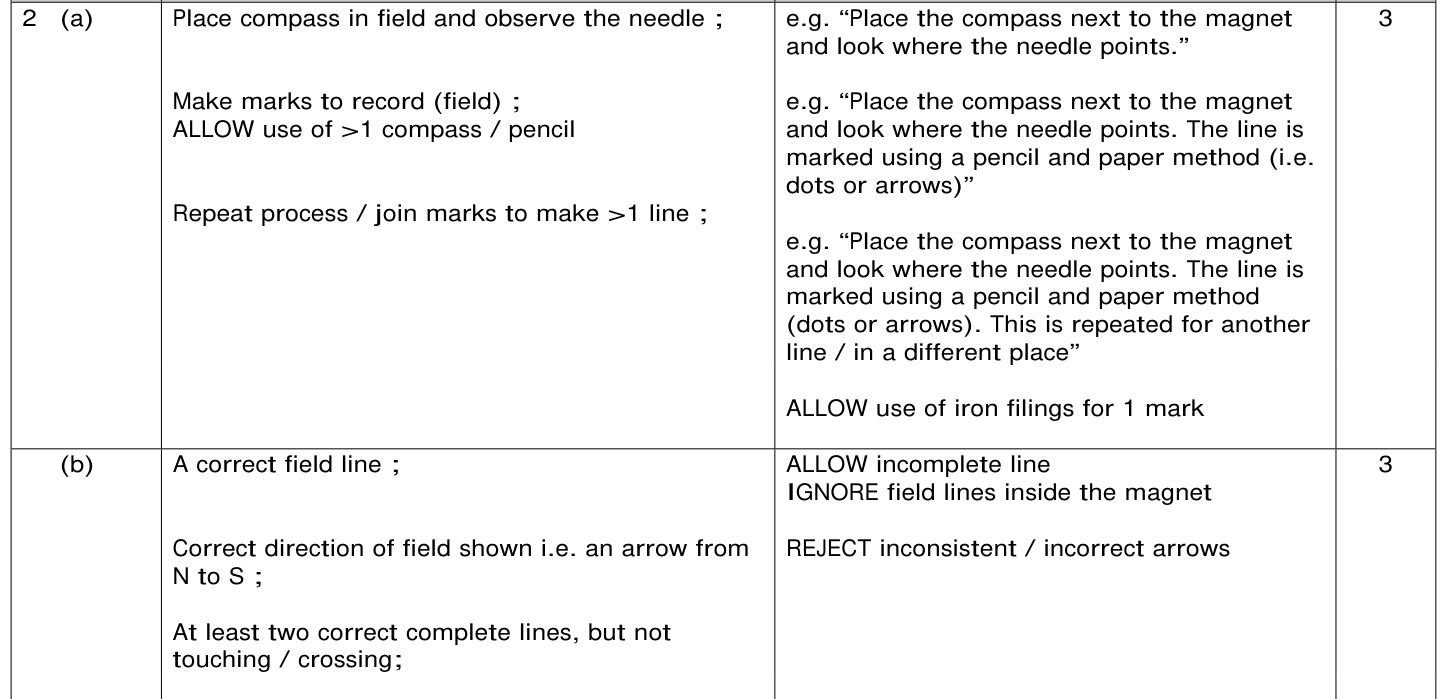 2 (a)
Place compass in field and observe the needle ;
Make marks to record (field) ;
ALLOW use of >1 compass / pencil
Repeat process / join marks to make >1 line ;
e.g. “Place the compass next to the magnet
and look where the needle points.”
e.g. “Place the compass next to the magnet
and look where the needle points. The line is
marked using a pencil and paper method (i.e.
dots or arrows)”
e.g. “Place the compass next to the magnet
and look where the needle points. The line is
marked using a pencil and paper method
(dots or arrows). This is repeated for another
line / in a different place”
ALLOW use of iron filings for 1 mark
3
(b)
A correct field line ;
Correct direction of field shown i.e. an arrow from
N to S ;
At least two correct complete lines, but not
touching / crossing;
ALLOW incomplete line
IGNORE field lines inside the magnet
REJECT inconsistent / incorrect arrows
3